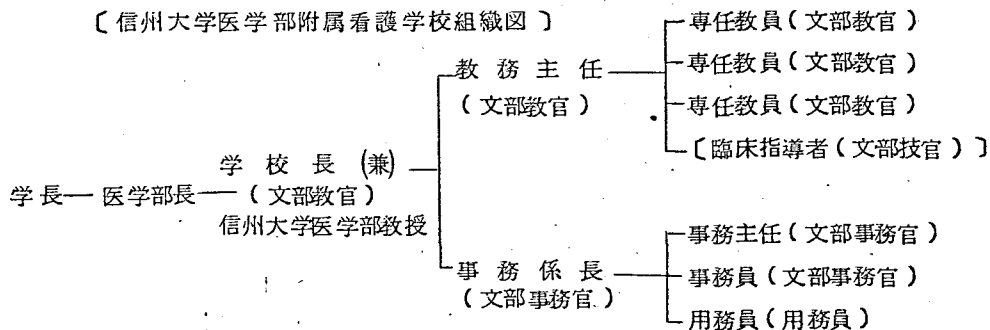 〔信州大学医学部附属看護学校組織図〕
専任教員(文部教官)
教務主任
専任教員(文部教官)
(文部教官)
専任教員(文部教官)
〔臨床指導者(文部技官)〕
学校長(兼)
学長 医学部長 (文部教官)
信州大学医学部教授
事務主任(文部事務官)
事務係長
事務員(文部事務官)
(文部事務官)
用務員(用務員)